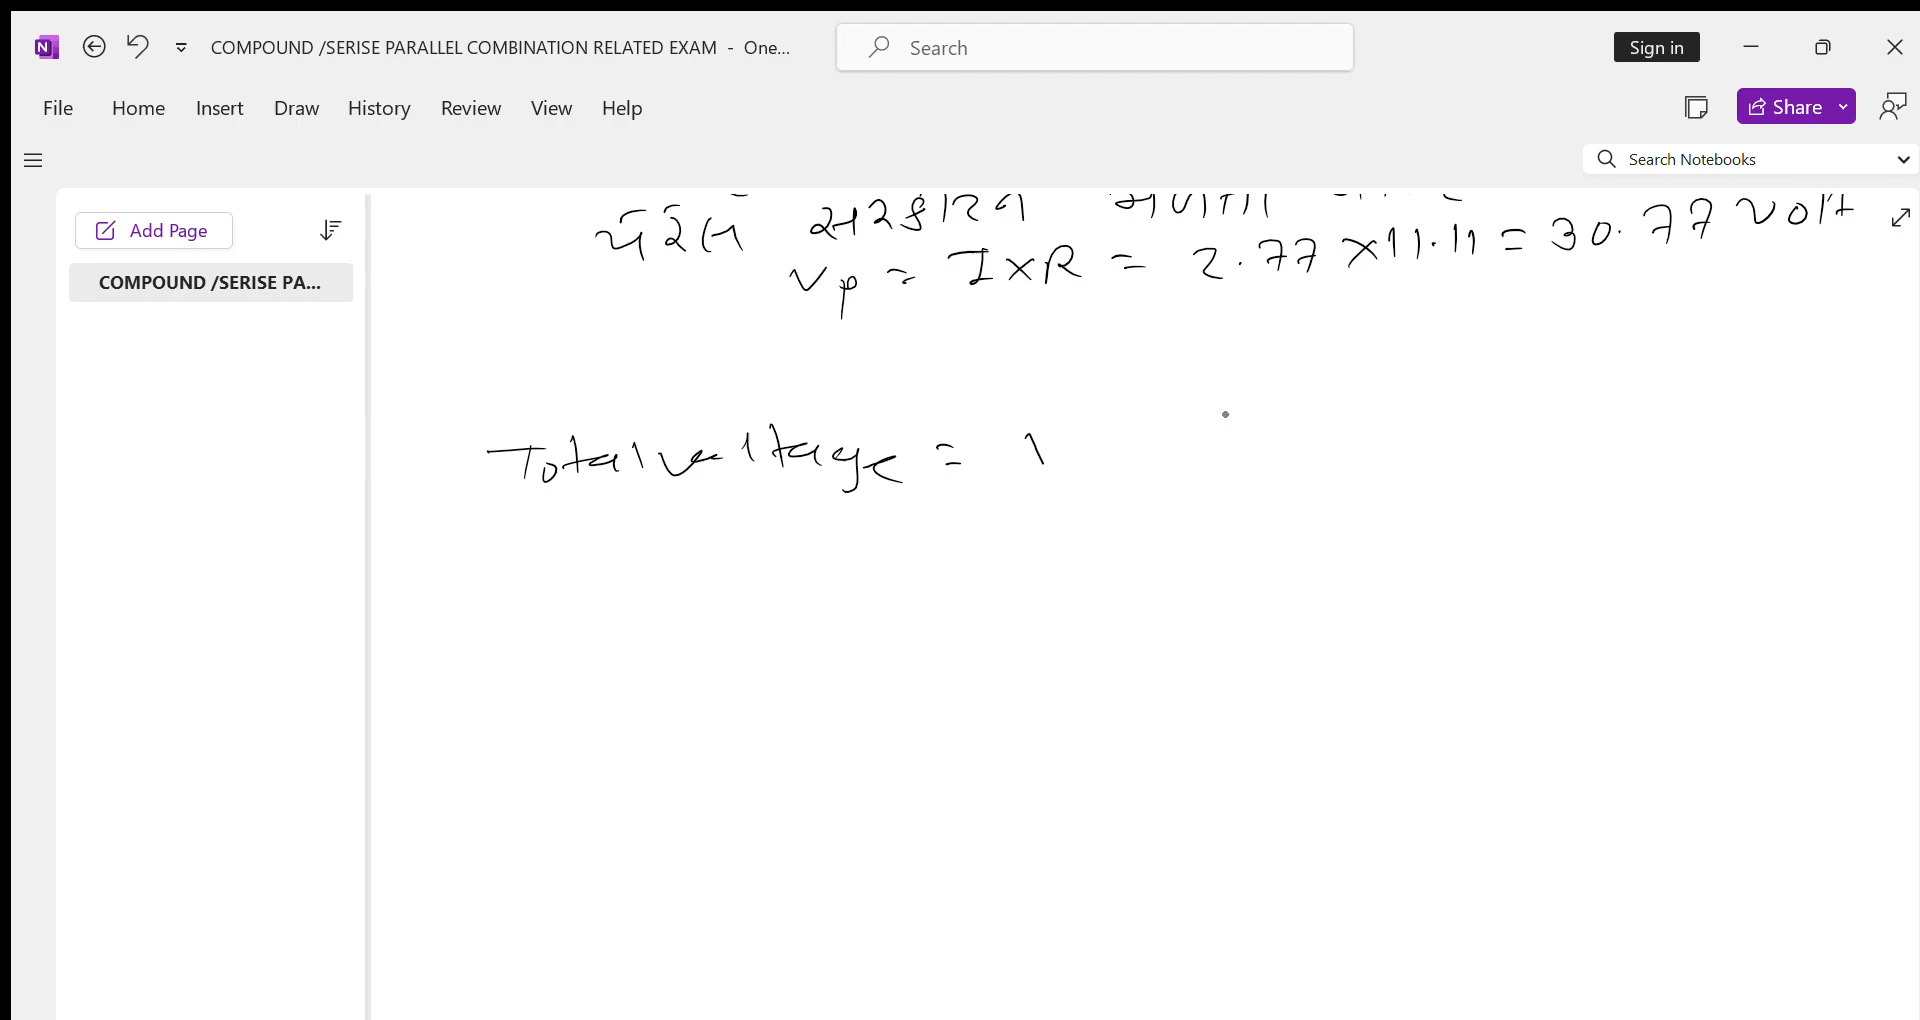 COMPOUND /SERISE PARALLEL COMBINATION RELATED EXAM - One...
Search
Sign in
File Home Insert Draw History Review View Help
Share
Search Notebooks
Add Page
COMPOUND /SERISE PA...
Vp = I×R = 2.77 ×11.11 = 30.77 volt
Total voltage =